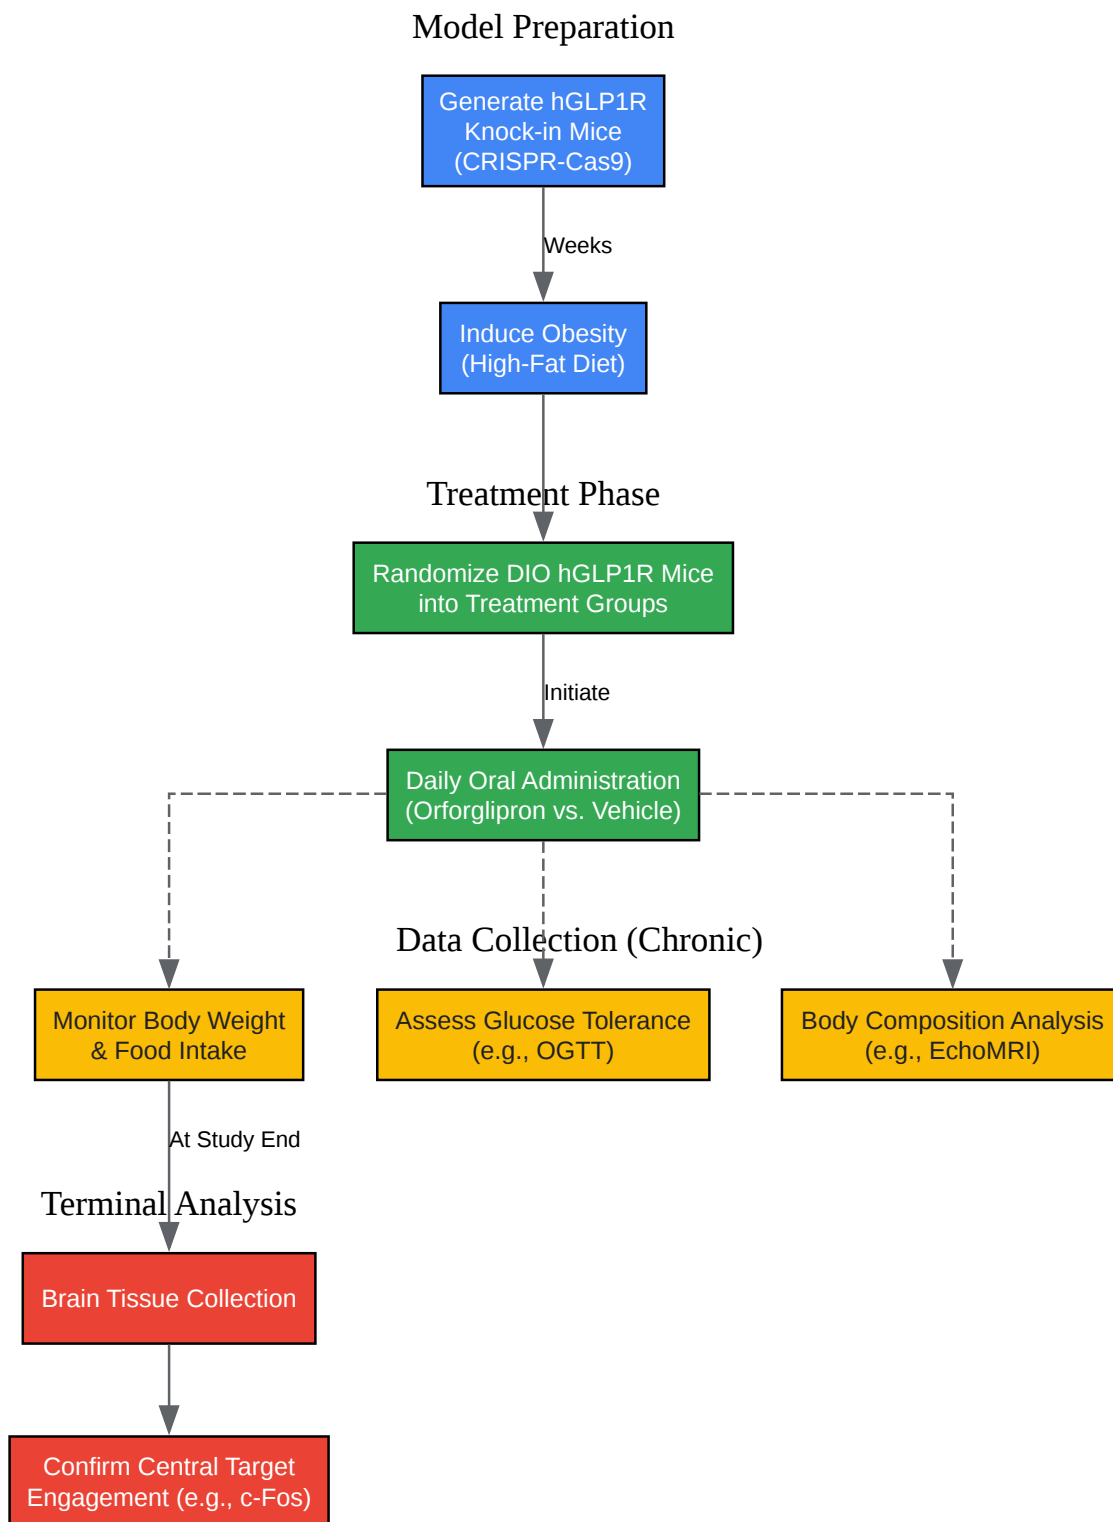 Model Preparation
Generate hGLP1R
Knock-in Mice
(CRISPR-Cas9)
Weeks
Induce Obesity
(High-Fat Diet)
Treatment Phase
Randomize DIO hGLP1R Mice
into Treatment Groups
Initiate
Daily Oral Administration
(Orforglipron vs. Vehicle)
Data Collection (Chronic)
Monitor Body Weight
& Food Intake
Assess Glucose Tolerance
(e.g., OGTT)
Body Composition Analysis
(e.g., EchoMRI)
At Study End
Terminal Analysis
Brain Tissue Collection
Confirm Central Target
Engagement (e.g., c-Fos)